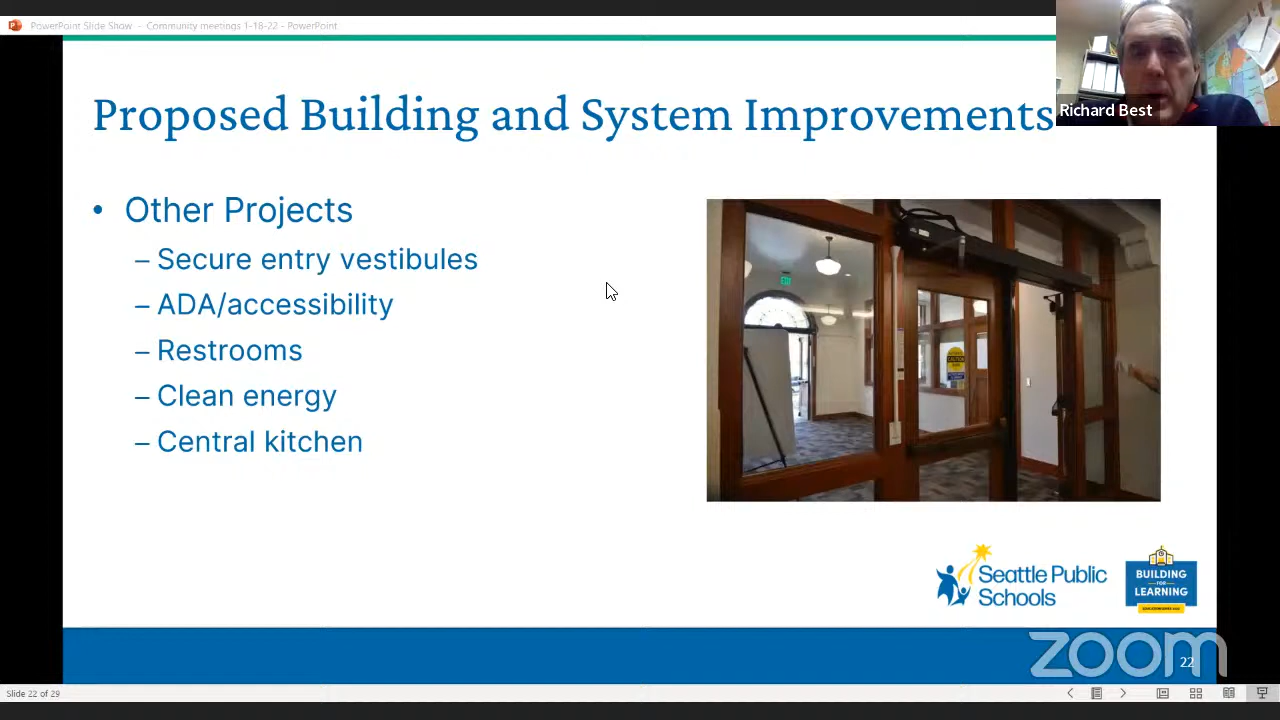 PowerPoint Slide Show - Community meetings 1-18-22 - PowerPoint
Richard Best
Proposed Building and System Improvements
• Other Projects
– Secure entry vestibules
– ADA/accessibility
– Restrooms
– Clean energy
– Central kitchen
CAUTION
Seattle Public
Schools
BUILDING
FOR
LEARNING
zoom
22
Slide 22 of 29